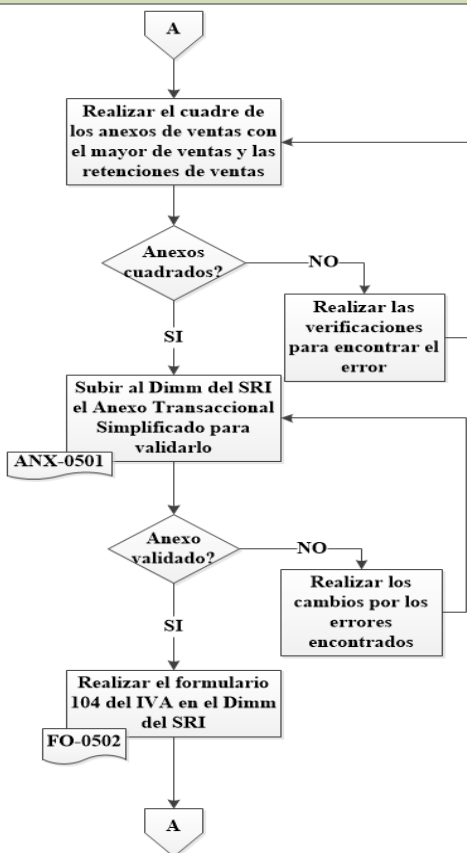 A
Realizar el cuadre de
los anexos de ventas con
el mayor de ventas y las
retenciones de ventas
Anexos
cuadrados?
NO
Realizar las
verificaciones
para encontrar el
error
SI
Subir al Dimm del SRI
el Anexo Transaccional
Simplificado para
validarlo
ANX-0501
Anexo
validado?
NO
Realizar los
cambios por los
errores
encontrados
SI
Realizar el formulario
104 del IVA en el Dimm
del SRI
FO-0502
A